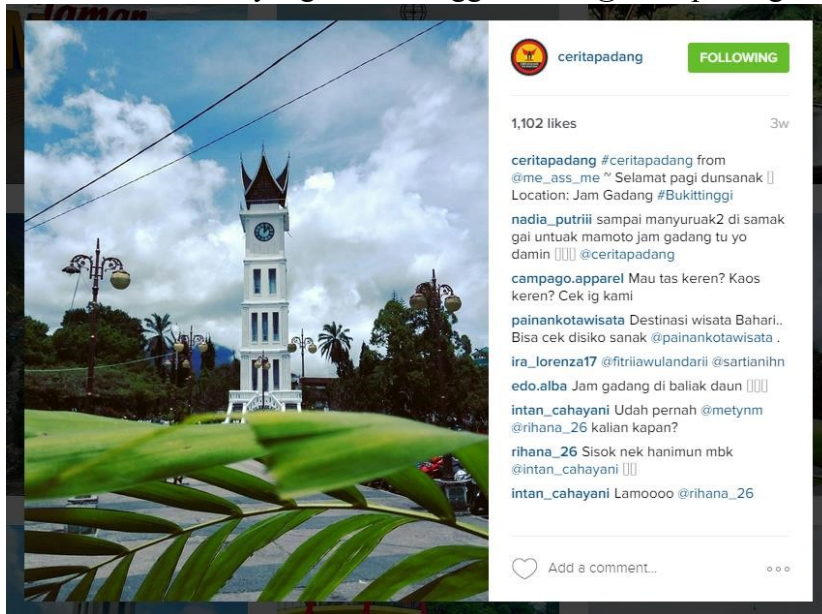 Taman
ceritapadang FOLLOWING
1,102 likes 3w
ceritapadang #ceritapadang from
@me_ass_me ~ Selamat pagi dunsanak
Location: Jam Gadang #Bukittinggi
nadia_putriii sampai manyuruak2 di samak
gai untuak mamoto jam gadang tu yo
damin @ceritapadang
campago.apparel Mau tas keren? Kaos
keren? Cek ig kami
painankotawisata Destinasi wisata Bahari..
Bisa cek disiko sanak @painankotawisata .
ira_lorenza17 @fitriiawulandarii @sartianihn
edo.alba Jam gadang di baliak daun
intan_cahayani Udah pernah @metynm
@rihana_26 kalian kapan?
rihana_26 Sisok nek hanimun mbk
@intan_cahayani
intan_cahayani Lamoooo @rihana_26
Add a comment...